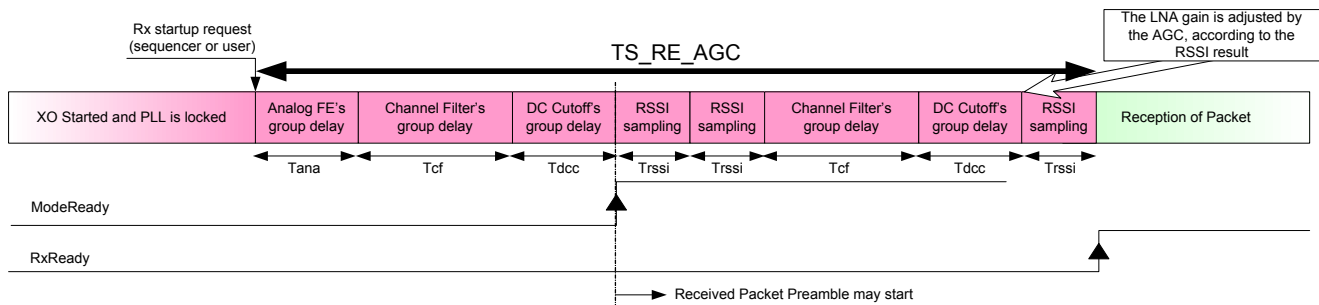 Rx startup request
(sequencer or user)
TS_RE_AGC
The LNA gain is adjusted by
the AGC, according to the
RSSI result
XO Started and PLL is locked
Analog FE's
group delay
Channel Filter's
group delay
DC Cutoff's
group delay
RSSI
sampling
RSSI
sampling
Channel Filter's
group delay
DC Cutoff's
group delay
RSSI
sampling
Reception of Packet
Tana
Tcf
Tdcc
Trssi
Trssi
Tcf
Tdcc
Trssi
ModeReady
RxReady
Received Packet Preamble may start